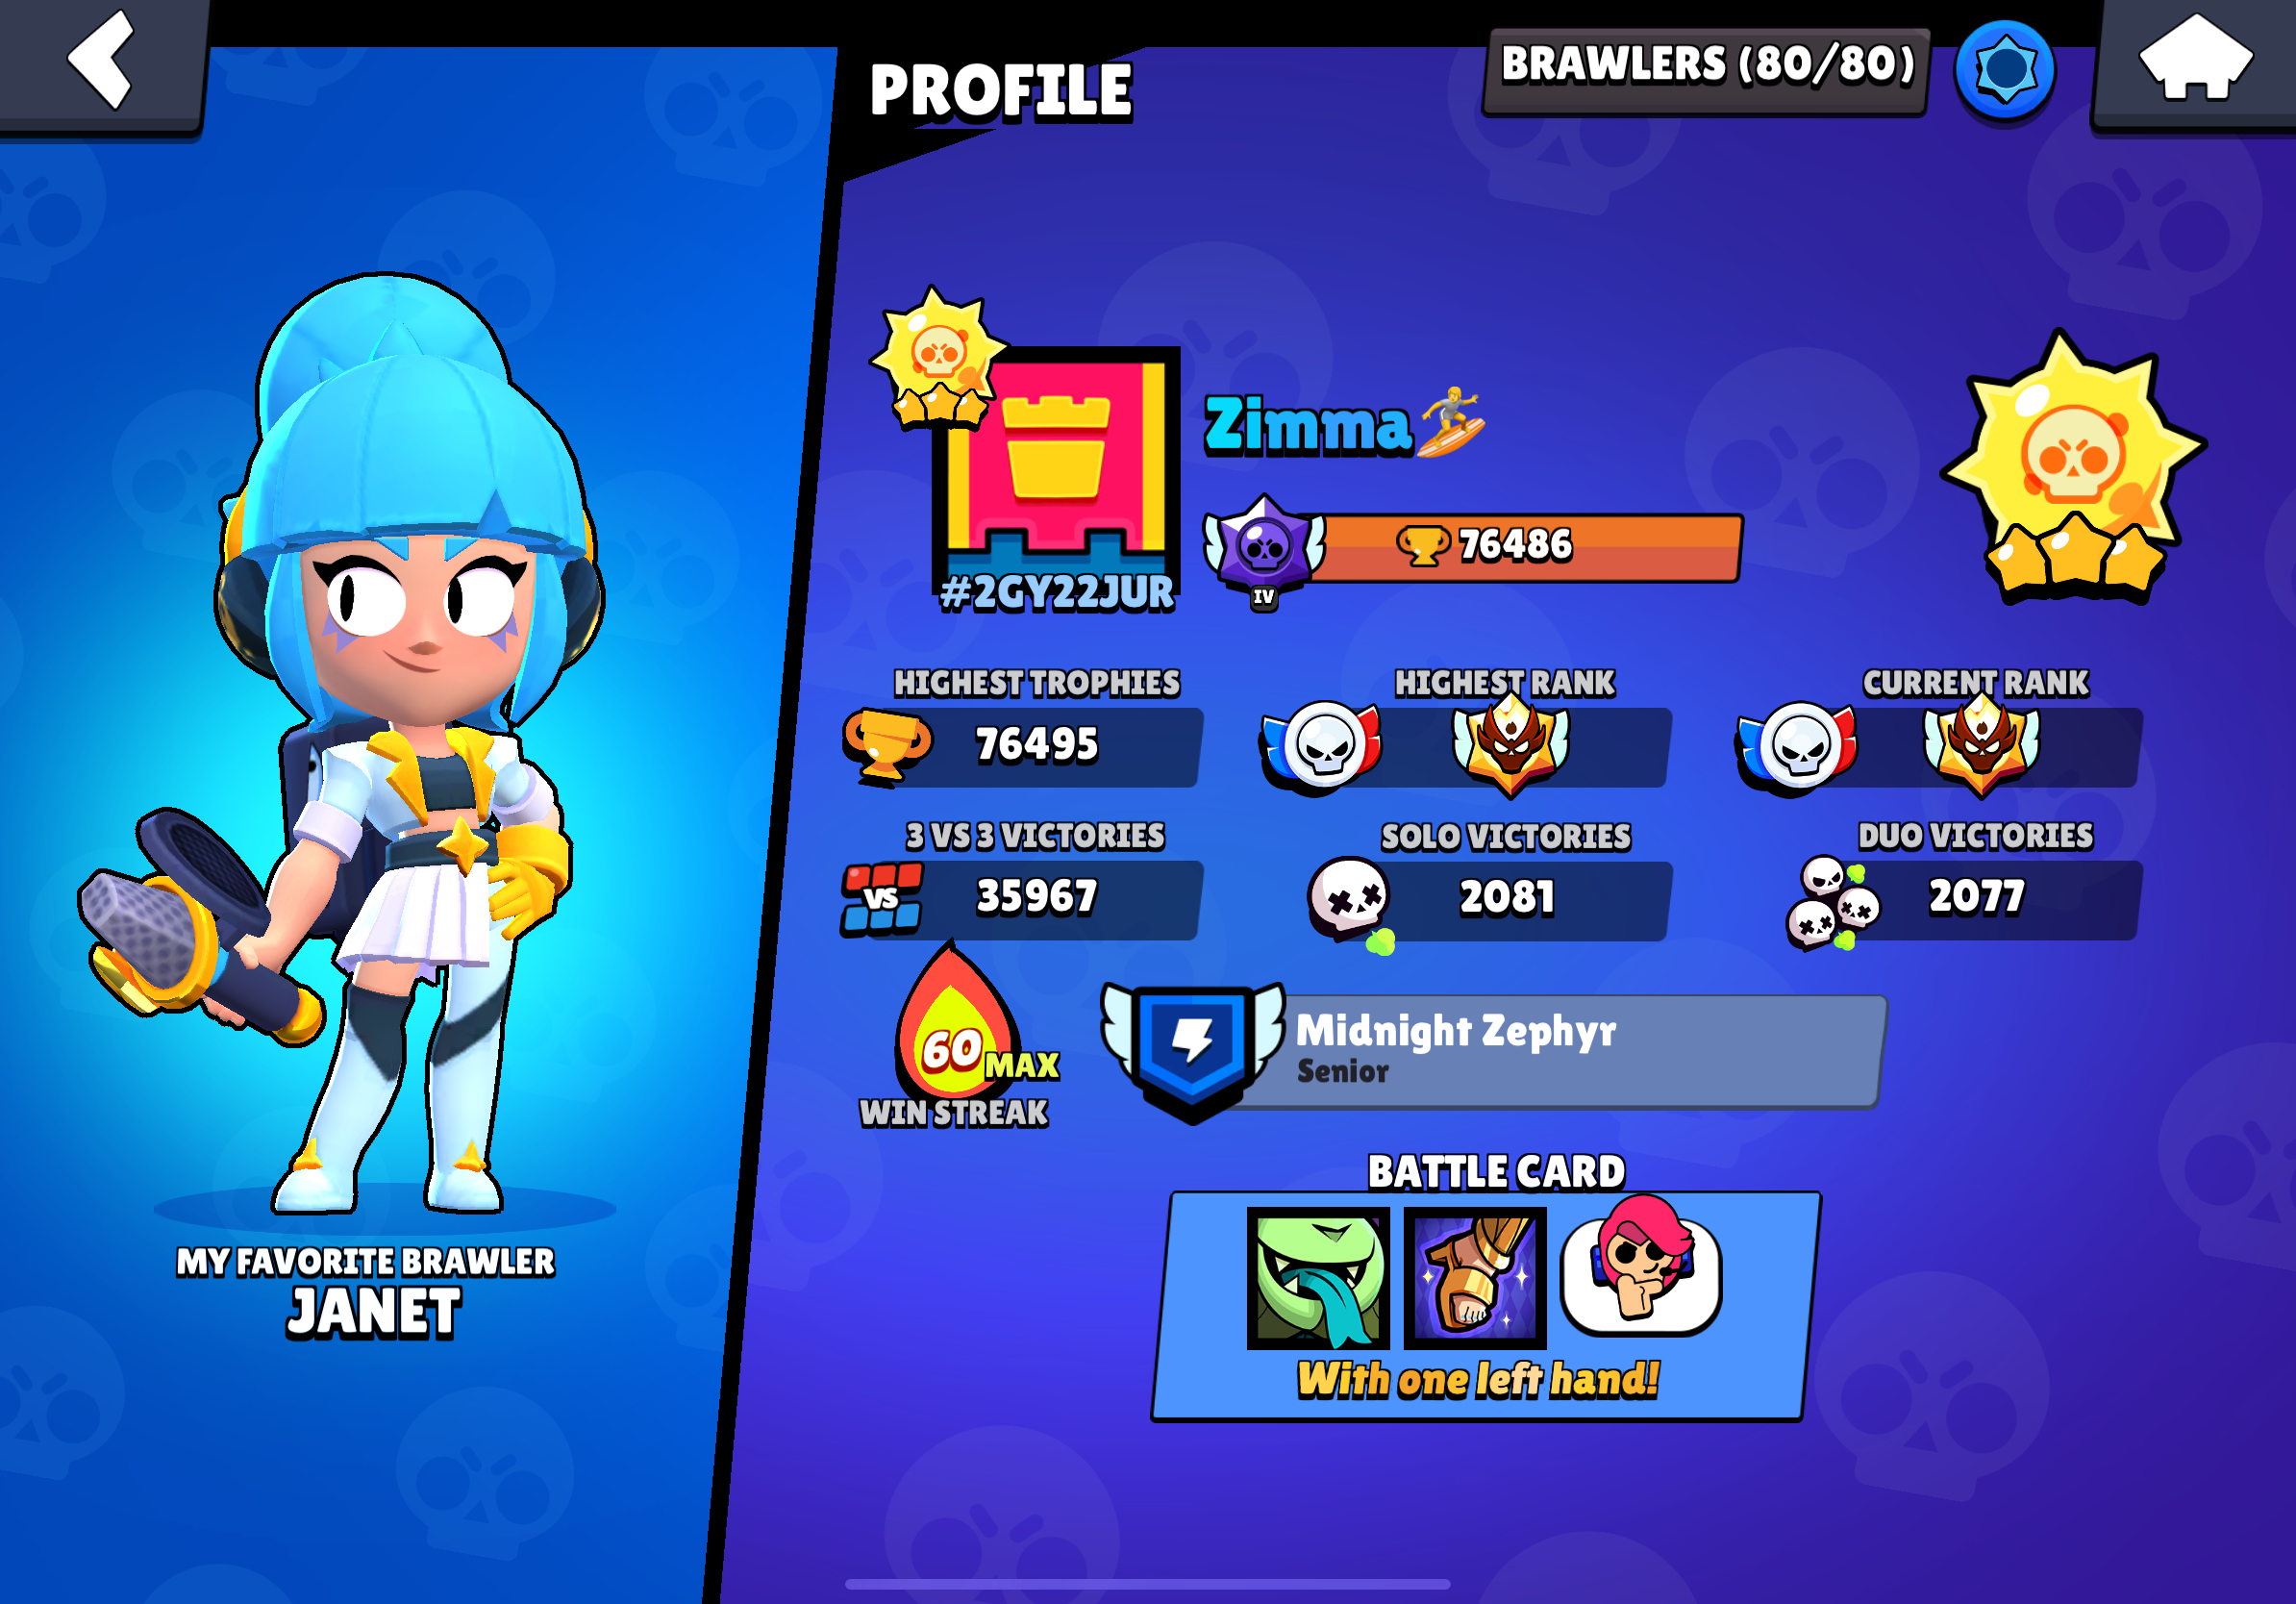 PROFILE
BRAWLERS (80/80)
Zimma🏄
#2GY22JUR
76486
IV
HIGHEST TROPHIES
76495
HIGHEST RANK
CURRENT RANK
3 VS 3 VICTORIES
VS
35967
SOLO VICTORIES
2081
DUO VICTORIES
2077
60 MAX
WIN STREAK
Midnight Zephyr
Senior
BATTLE CARD
With one left hand!
MY FAVORITE BRAWLER
JANET